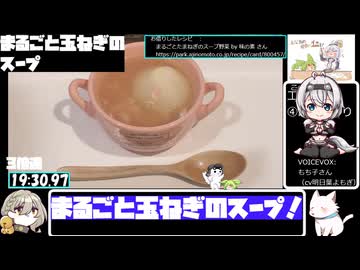 まるごと玉ねぎの
スープ
お借りしたレシピ :
まるごとたまねぎのスープ野菜 by 味の素 さん
https://park.ajinomoto.co.jp/recipe/card/800457/
3倍速
19:30.97
VOICEVOX:
もち子さん
(cv明日葉よもぎ)
まるごと玉ねぎのスープ!